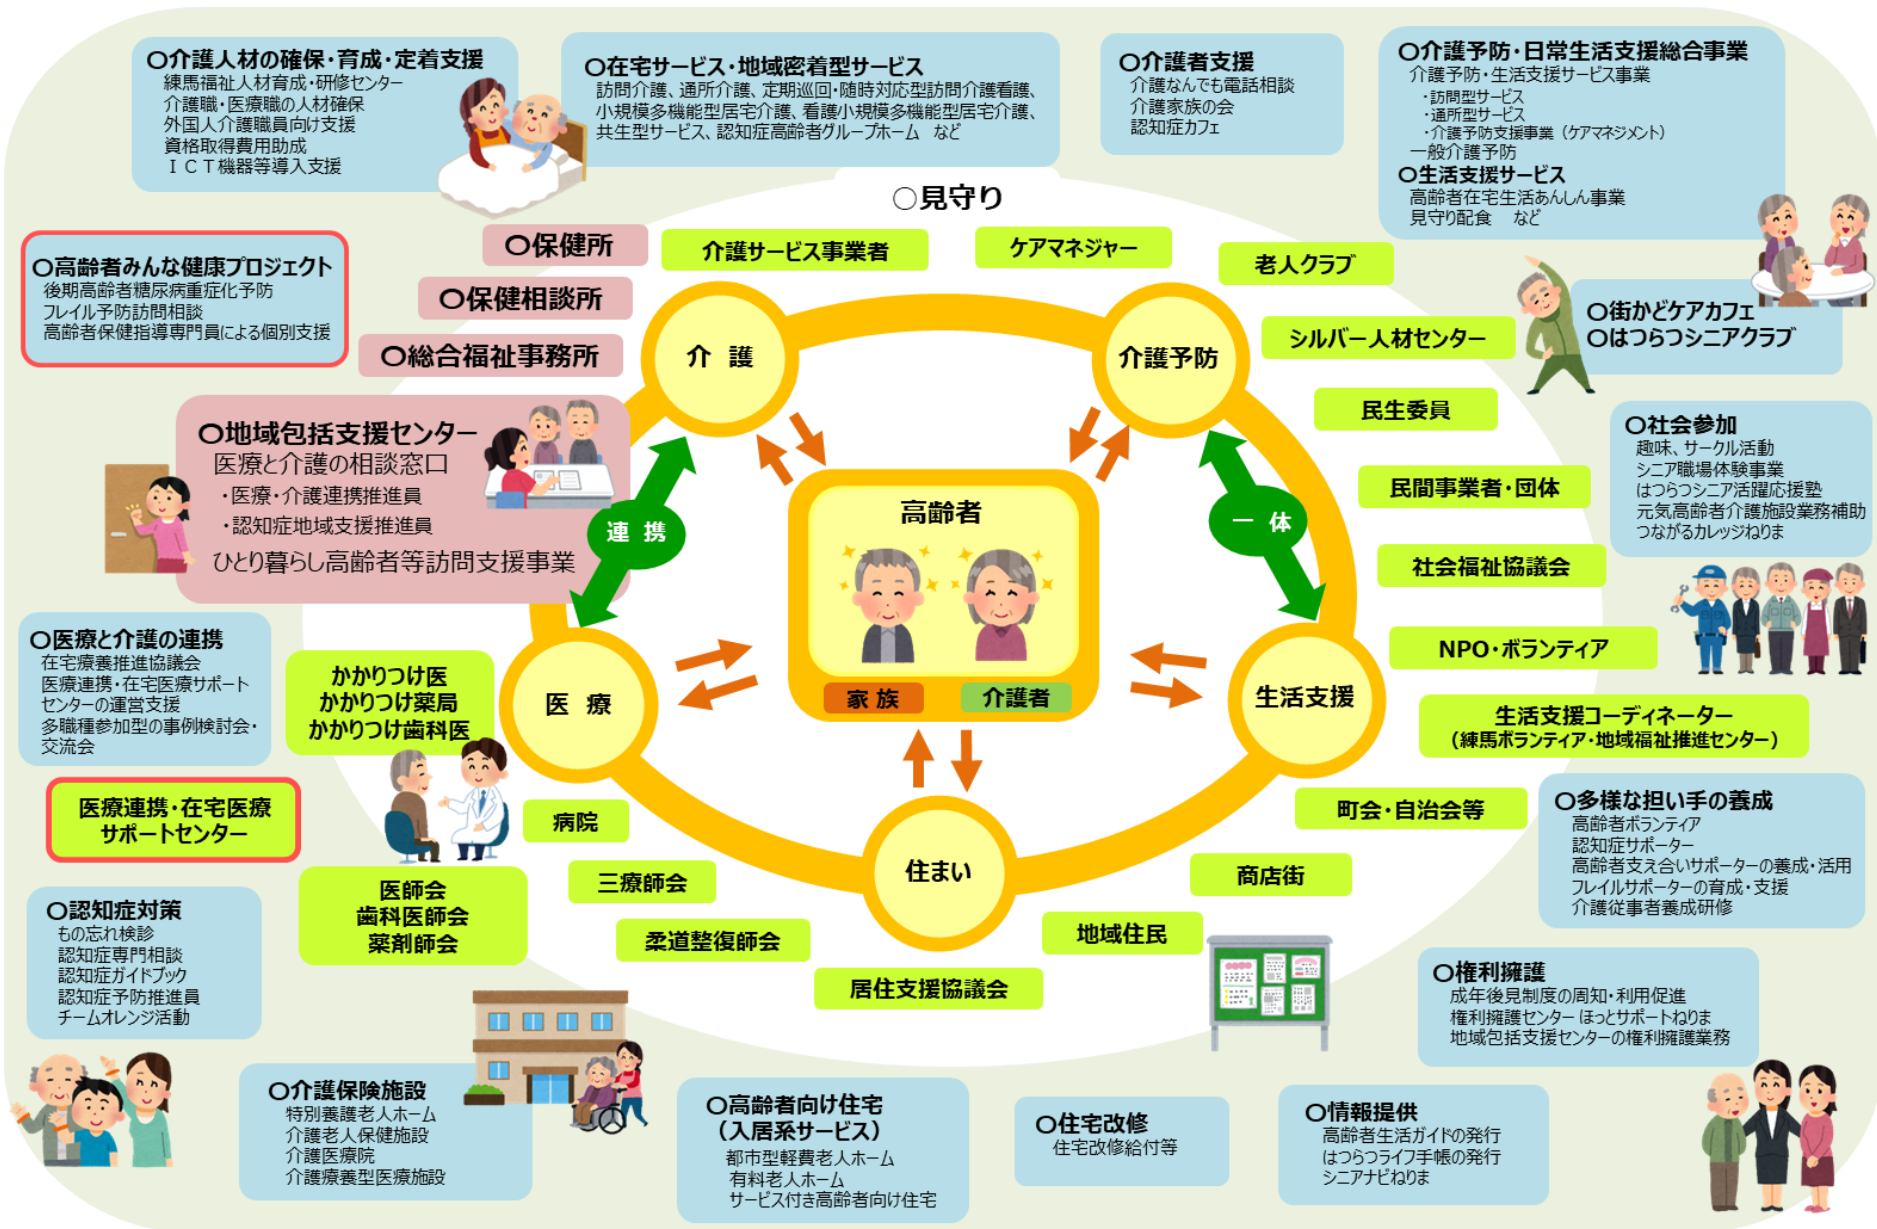 〇介護人材の確保・育成・定着支援
練馬福祉人材育成・研修センター
介護職・医療職の人材確保
外国人介護職員向け支援
資格取得費用助成
ＩＣＴ機器等導入支援
〇在宅サービス・地域密着型サービス
訪問介護、通所介護、定期巡回・随時対応型訪問介護看護、
小規模多機能型居宅介護、看護小規模多機能型居宅介護、
共生型サービス、認知症高齢者グループホーム　など
〇介護者支援
介護なんでも電話相談
介護家族の会
認知症カフェ
〇介護予防・日常生活支援総合事業
介護予防・生活支援サービス事業
・訪問型サービス
・通所型サービス
・介護予防支援事業（ケアマネジメント）
一般介護予防
〇生活支援サービス
高齢者在宅生活あんしん事業
見守り配食　など
○見守り
〇保健所
〇保健相談所
〇総合福祉事務所
介護サービス事業者
ケアマネジャー
老人クラブ
シルバー人材センター
民生委員
民間事業者・団体
社会福祉協議会
NPO・ボランティア
生活支援コーディネーター
（練馬ボランティア・地域福祉推進センター）
町会・自治会等
商店街
地域住民
居住支援協議会
柔道整復師会
三療師会
病院
〇高齢者みんな健康プロジェクト
後期高齢者糖尿病重症化予防
フレイル予防訪問相談
高齢者保健指導専門員による個別支援
〇街かどケアカフェ
〇はつらつシニアクラブ
介　護
介護予防
〇地域包括支援センター
医療と介護の相談窓口
・医療・介護連携推進員
・認知症地域支援推進員
ひとり暮らし高齢者等訪問支援事業
連　携
一　体
高齢者
家　族
介護者
医　療
生活支援
住まい
〇社会参加
趣味、サークル活動
シニア職場体験事業
はつらつシニア活躍応援塾
元気高齢者介護施設業務補助
つながるカレッジねりま
〇医療と介護の連携
在宅療養推進協議会
医療連携・在宅医療サポート
センターの運営支援
多職種参加型の事例検討会・
交流会
かかりつけ医
かかりつけ薬局
かかりつけ歯科医
医療連携・在宅医療
サポートセンター
医師会
歯科医師会
薬剤師会
〇多様な担い手の養成
高齢者ボランティア
認知症サポーター
高齢者支え合いサポーターの養成・活用
フレイルサポーターの育成・支援
介護従事者養成研修
〇認知症対策
もの忘れ検診
認知症専門相談
認知症ガイドブック
認知症予防推進員
チームオレンジ活動
〇権利擁護
成年後見制度の周知・利用促進
権利擁護センター ほっとサポートねりま
地域包括支援センターの権利擁護業務
〇介護保険施設
特別養護老人ホーム
介護老人保健施設
介護医療院
介護療養型医療施設
〇高齢者向け住宅
（入居系サービス）
都市型軽費老人ホーム
有料老人ホーム
サービス付き高齢者向け住宅
〇住宅改修
住宅改修給付等
〇情報提供
高齢者生活ガイドの発行
はつらつライフ手帳の発行
シニアナビねりま